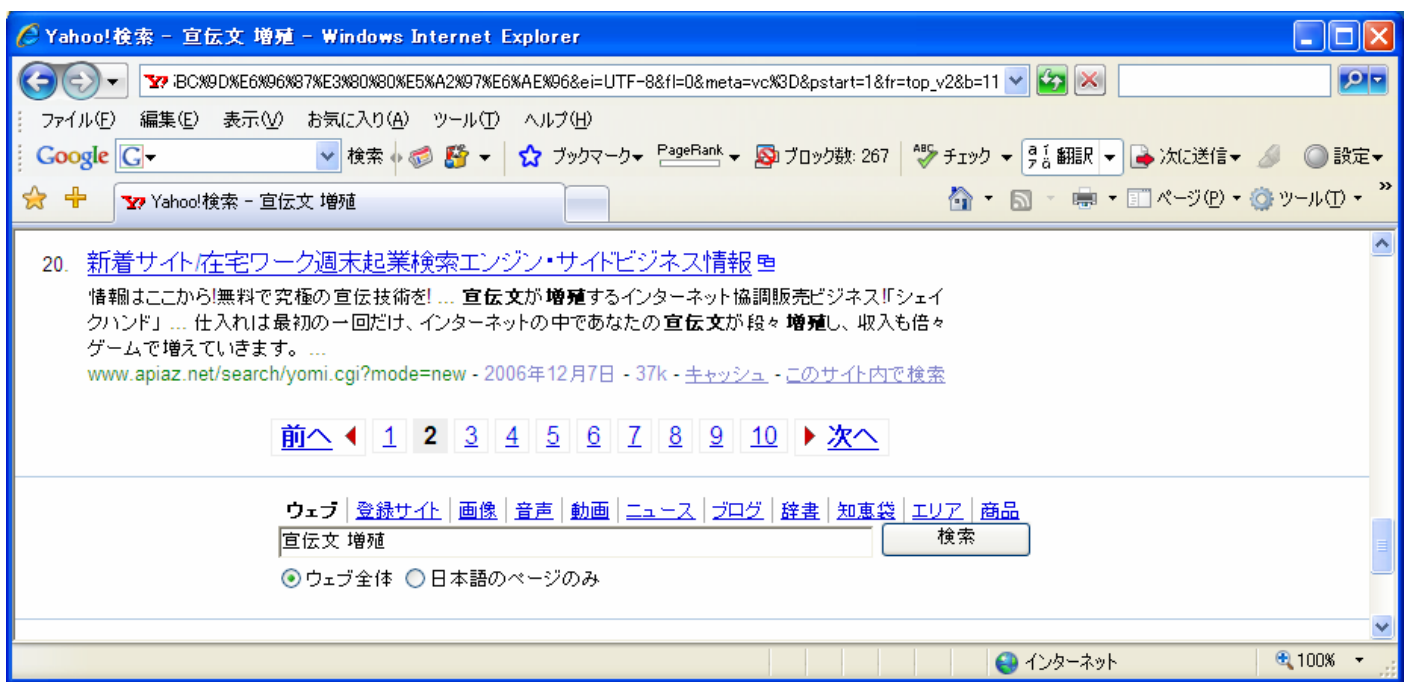 Yahoo!検索 - 宣伝文 増殖 - Windows Internet Explorer
:BC%9D%E6%96%87%E3%80%80%E5%A2%97%E6%AE%96&ei=UTF-8&fl=0&meta=vc%3D&pstart=1&fr=top_v2&b=11
ファイル(F) 編集(E) 表示(V) お気に入り(A) ツール(T) ヘルプ(H)
Google G 検索 ブックマーク PageRank ブロック数: 267 ABC チェック 翻訳 次に送信 設定
Yahoo!検索 - 宣伝文 増殖 ページ(P) ツール(T) »
20. 新着サイト/在宅ワーク週末起業検索エンジン・サイドビジネス情報
情報はここから!無料で究極の宣伝技術を! ... 宣伝文が増殖するインターネット協調販売ビジネス!「シェイ
クハンド」 ... 仕入れは最初の一回だけ、インターネットの中であなたの宣伝文が段々増殖し、収入も倍々
ゲームで増えていきます。 ...
www.apiaz.net/search/yomi.cgi?mode=new - 2006年12月7日 - 37k - キャッシュ - このサイト内で検索
前へ 1 2 3 4 5 6 7 8 9 10 次へ
ウェブ | 登録サイト | 画像 | 音声 | 動画 | ニュース | ブログ | 辞書 | 知恵袋 | エリア | 商品
宣伝文 増殖 検索
ウェブ全体 日本語のページのみ
インターネット 100%